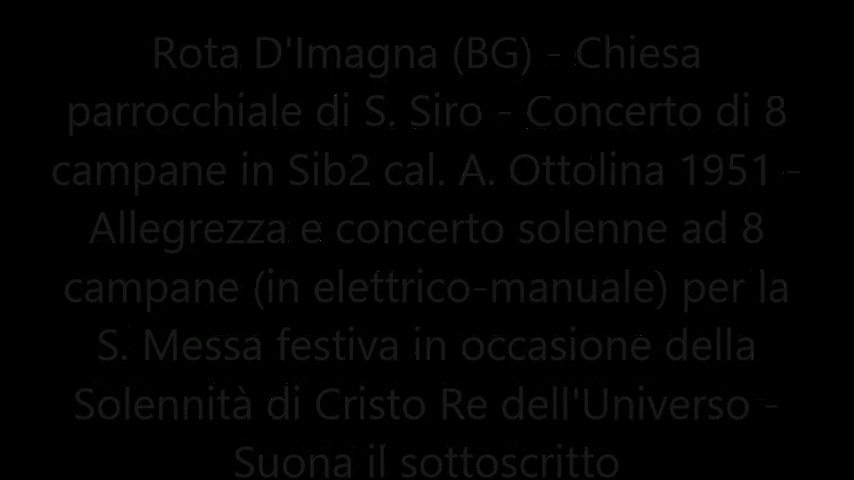 Rota D'Imagna (BG) - Chiesa
parrocchiale di S. Siro - Concerto di 8
campane in Sib2 cal. A. Ottolina 1951 -
Allegrezza e concerto solenne ad 8
campane (in elettrico-manuale) per la
S. Messa festiva in occasione della
Solennità di Cristo Re dell'Universo -
Suona il sottoscritto